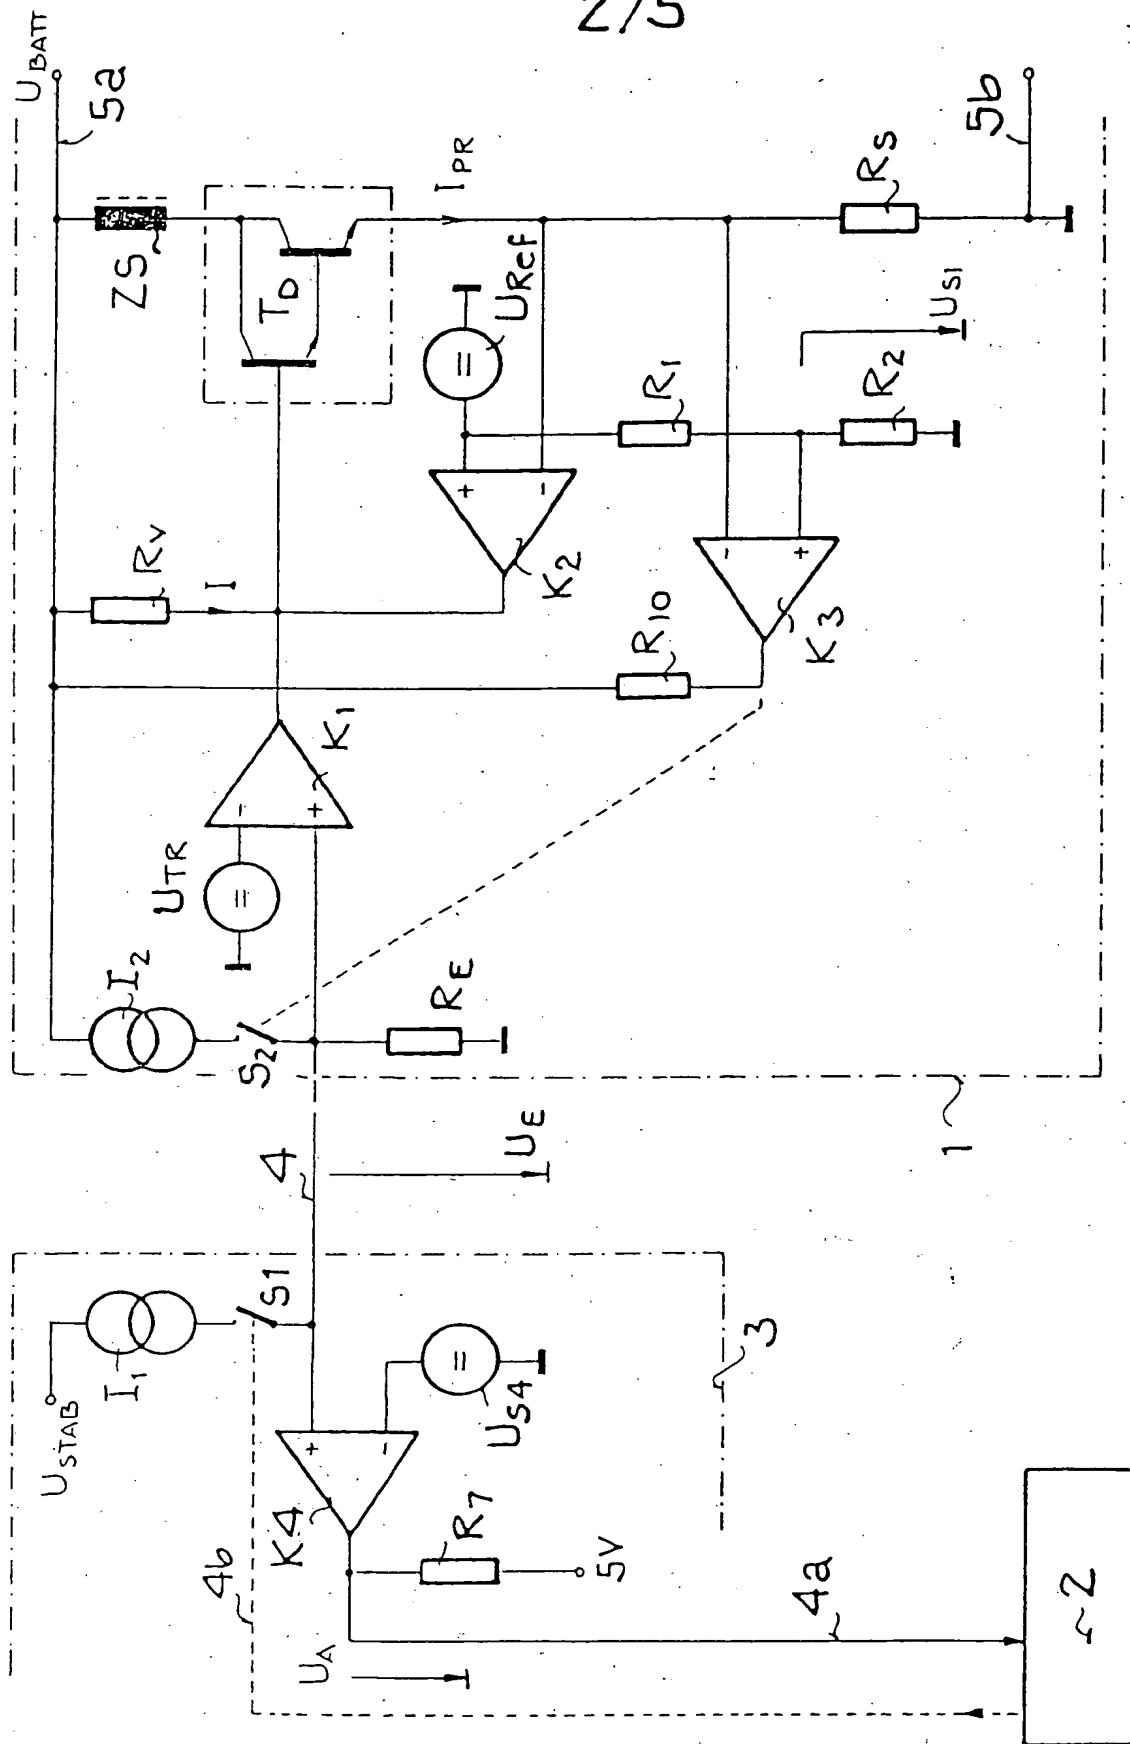 2/5
U_BATT
5a
ZS
T_D
I_PR
R_V
I
U_Ref
=
+
-
K_2
R_1
R_S
5b
U_S1
R_2
-
+
K_3
R_10
K_1
-
+
U_TR
=
I_2
S_2
R_E
1
4
U_E
S1
I_1
U_STAB
3
=
U_S4
+
-
K4
R_7
5V
4b
4a
U_A
2